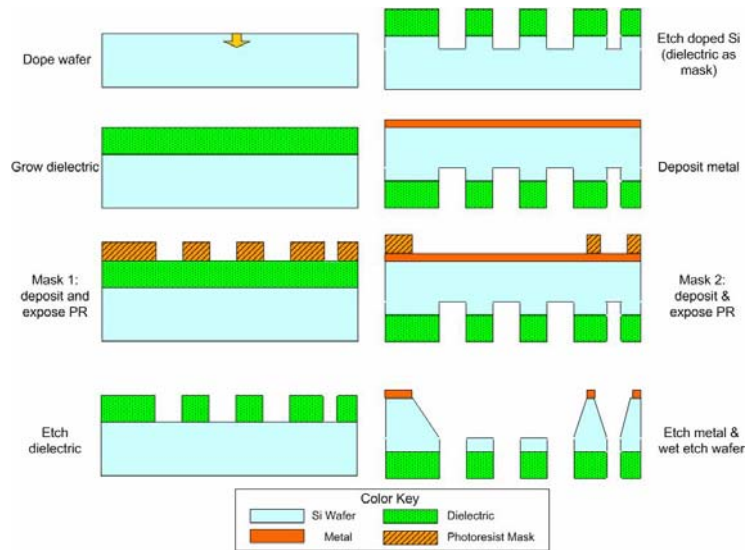 Dope wafer
Etch doped Si
(dielectric as
mask)
Grow dielectric
Deposit metal
Mask 1:
deposit and
expose PR
Mask 2:
deposit &
expose PR
Etch
dielectric
Etch metal &
wet etch wafer
Color Key
Si Wafer
Dielectric
Metal
Photoresist Mask